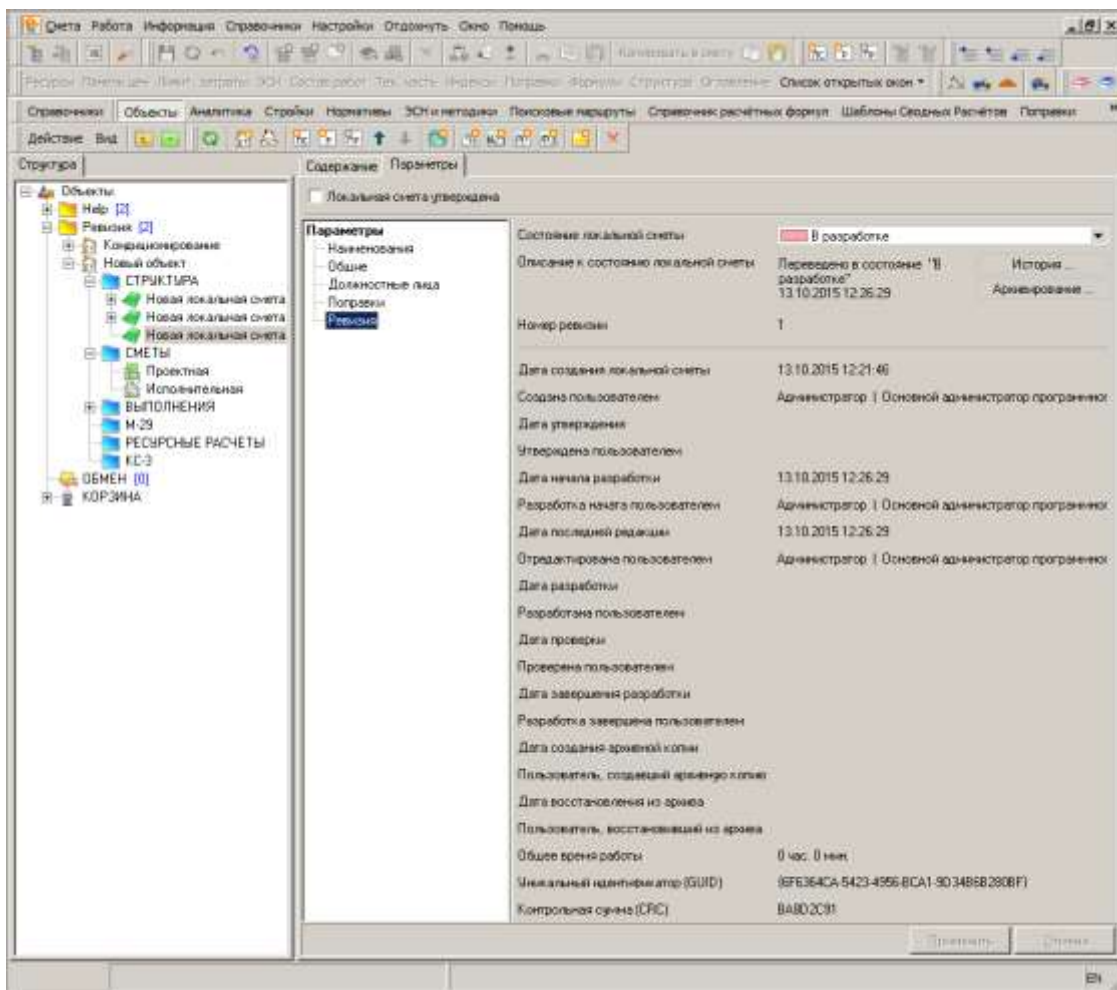 Смета Работа Информация Справочники Настройки Отдохнуть Окно Помощь
Список открытых окон
Справочники Объекты Аналитика Стройки Нормативы ЭСН и методики Поисковые маршруты Справочник расчётных формул Шаблоны Сводных Расчётов Поправки
Действие Вид
Структура
Содержание Параметры
Объекты
Help [2]
Ревизия [2]
Кондиционирование
Новый объект
СТРУКТУРА
Новая локальная смета
Новая локальная смета
Новая локальная смета
СМЕТЫ
Проектная
Исполнительная
ВЫПОЛНЕНИЯ
М-29
РЕСУРСНЫЕ РАСЧЕТЫ
КС-3
ОБМЕН [0]
КОРЗИНА
Локальная смета утверждена
Параметры
Наименования
Общие
Должностные лица
Поправки
Ревизия
Состояние локальной сметы В разработке
Описание к состоянию локальной сметы Переведено в состояние "В
разработке"
13.10.2015 12:26:29
История ...
Архивирование ...
Номер ревизии 1
Дата создания локальной сметы 13.10.2015 12:21:46
Создана пользователем Администратор | Основной администратор программног
Дата утверждения
Утверждена пользователем
Дата начала разработки 13.10.2015 12:26:29
Разработка начата пользователем Администратор | Основной администратор программног
Дата последней редакции 13.10.2015 12:26:29
Отредактирована пользователем Администратор | Основной администратор программног
Дата разработки
Разработана пользователем
Дата проверки
Проверена пользователем
Дата завершения разработки
Разработка завершена пользователем
Дата создания архивной копии
Пользователь, создавший архивную копию
Дата восстановления из архива
Пользователь, восстановивший из архива
Общее время работы 0 час. 0 мин.
Уникальный идентификатор (GUID) {6F6364CA-5423-4956-BCA1-9D34B6B280BF}
Контрольная сумма (CRC) BA8D2C91
Применить Отмена
EN